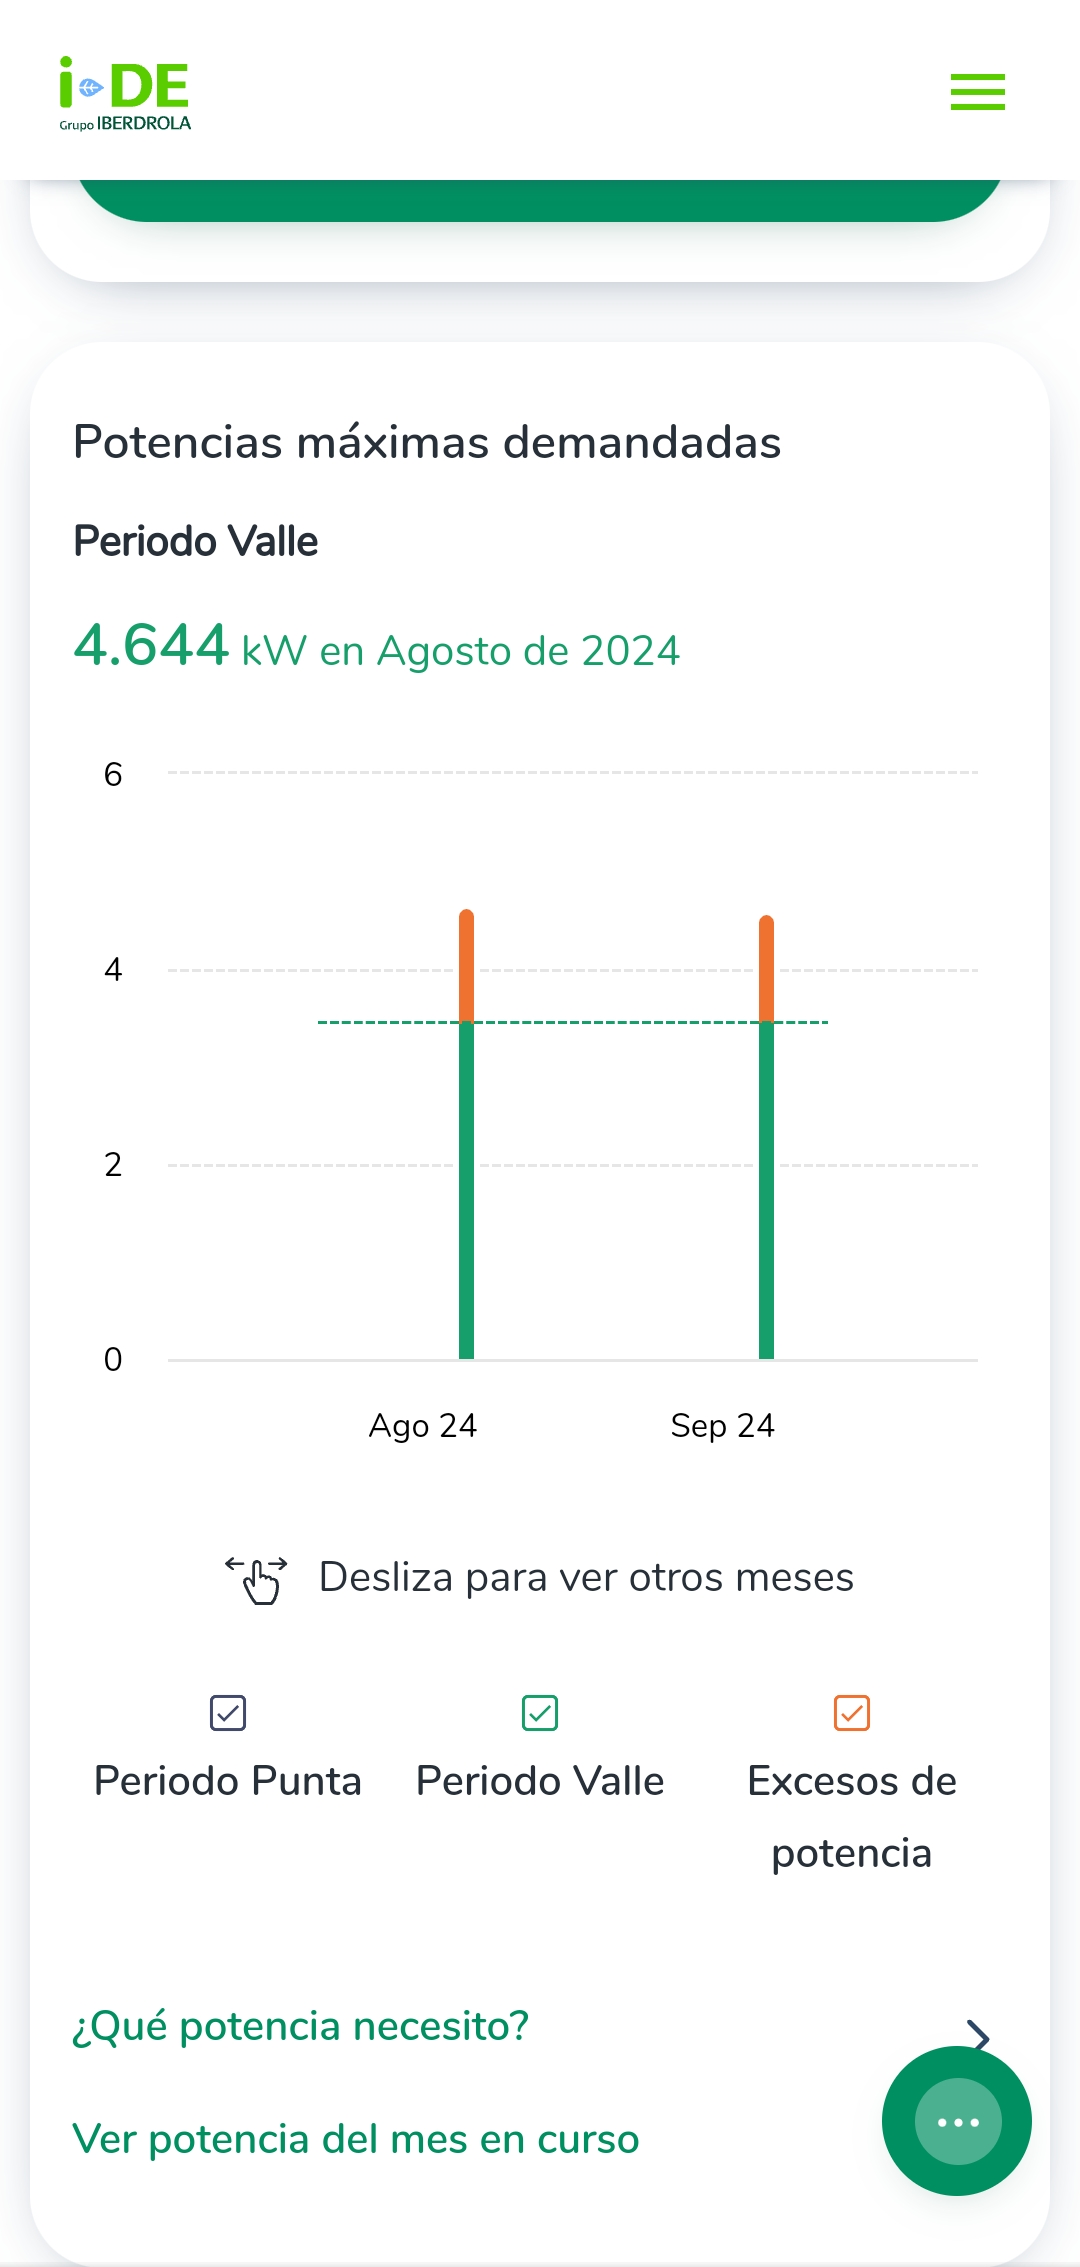 i DE
Grupo IBERDROLA
Potencias máximas demandadas
Periodo Valle
4.644 kW en Agosto de 2024
6
4
2
0
Ago 24
Sep 24
Desliza para ver otros meses
Periodo Punta
Periodo Valle
Excesos de
potencia
¿Qué potencia necesito?
Ver potencia del mes en curso